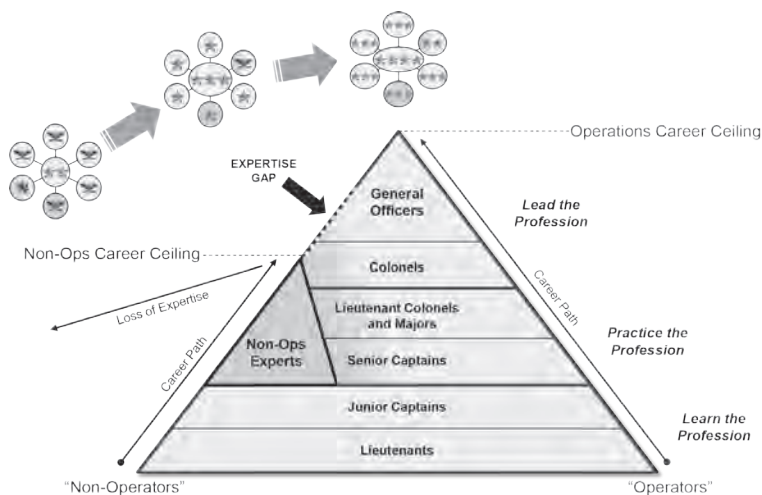 Operations Career Ceiling
EXPERTISE
GAP
General
Officers
Lead the
Profession
Non-Ops Career Ceiling
Colonels
Loss of Expertise
Career Path
Lieutenant Colonels
and Majors
Practice the
Profession
Non-Ops
Experts
Career Path
Senior Captains
Junior Captains
Learn the
Profession
Lieutenants
"Non-Operators"
"Operators"